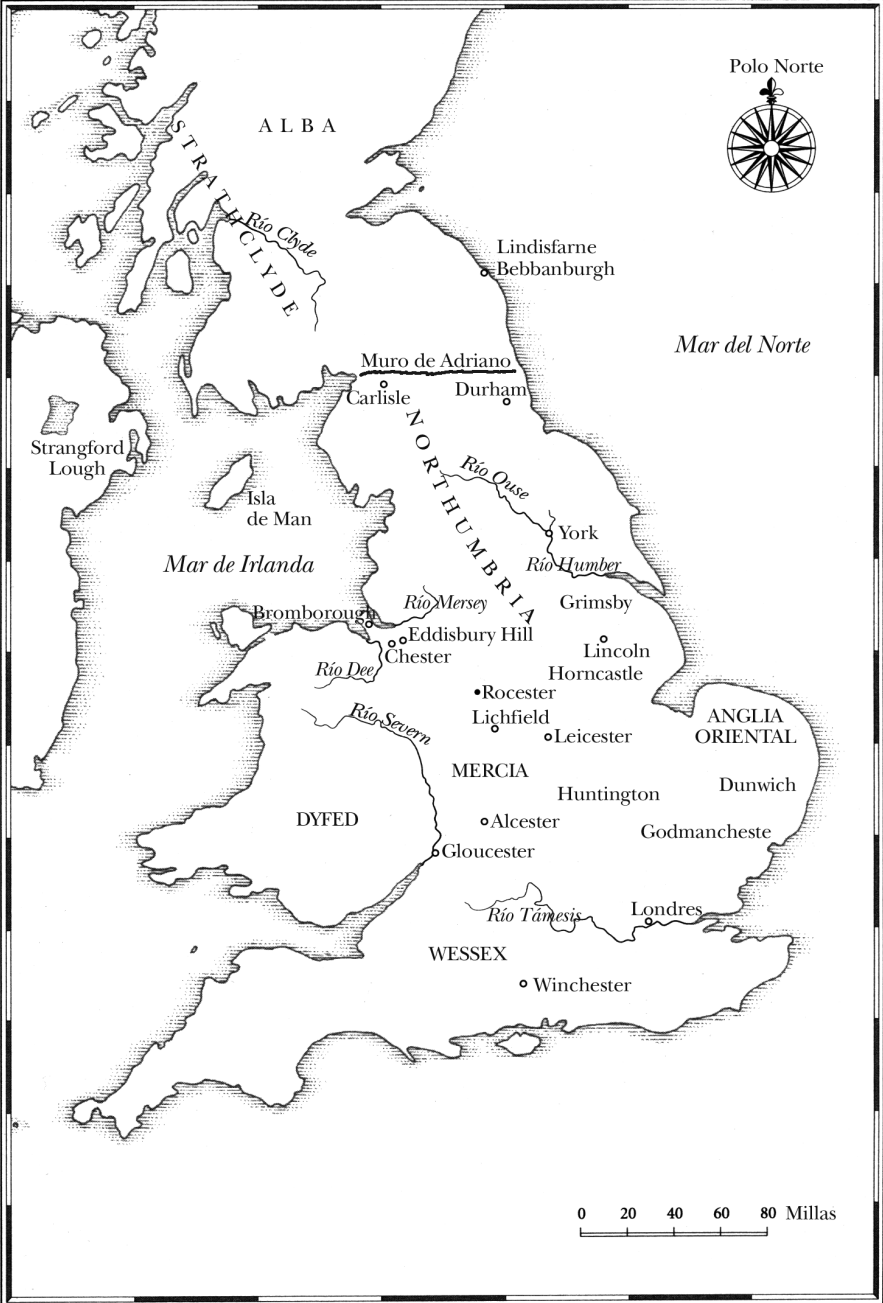 Polo Norte
ALBA
STRATHCLYDE
Río Clyde
Lindisfarne
Bebbanburgh
Mar del Norte
Muro de Adriano
Carlisle
Durham
NORTHUMBRIA
Strangford
Lough
Río Ouse
Isla
de Man
York
Mar de Irlanda
Río Humber
Bromborough
Río Mersey
Grimsby
Eddisbury Hill
Chester
Lincoln
Río Dee
Horncastle
Rocester
Río Severn
Lichfield
ANGLIA
ORIENTAL
Leicester
MERCIA
Dunwich
Huntington
DYFED
Alcester
Godmancheste
Gloucester
Río Támesis
Londres
WESSEX
Winchester
0 20 40 60 80 Millas